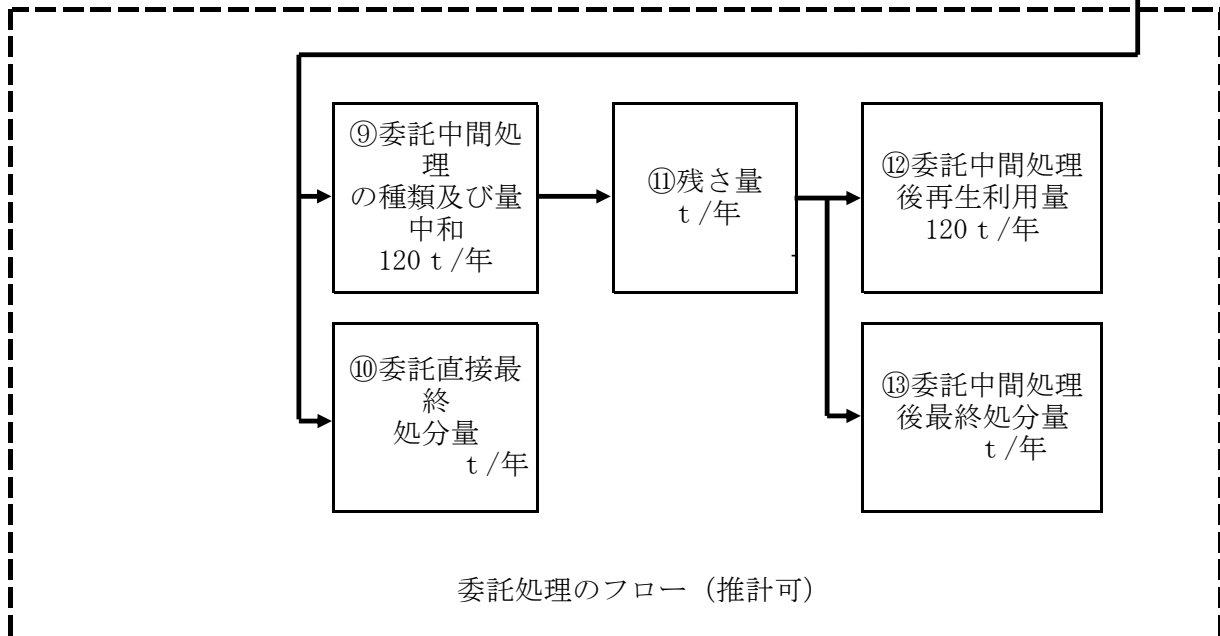 ⑨委託中間処
理
の種類及び量
中和
120 t /年
⑪残さ量
t /年
⑫委託中間処理
後再生利用量
120 t /年
⑩委託直接最
終
処分量
t /年
⑬委託中間処理
後最終処分量
t /年
委託処理のフロー（推計可）